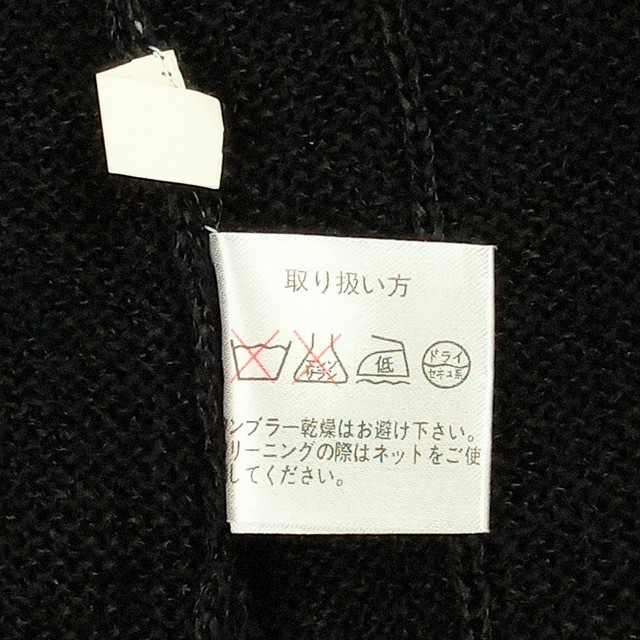 取り扱い方
エンソ
サラシ
低
ドライ
セキユ系
ンブラー乾燥はお避け下さい。
リーニングの際はネットをご使
してください。